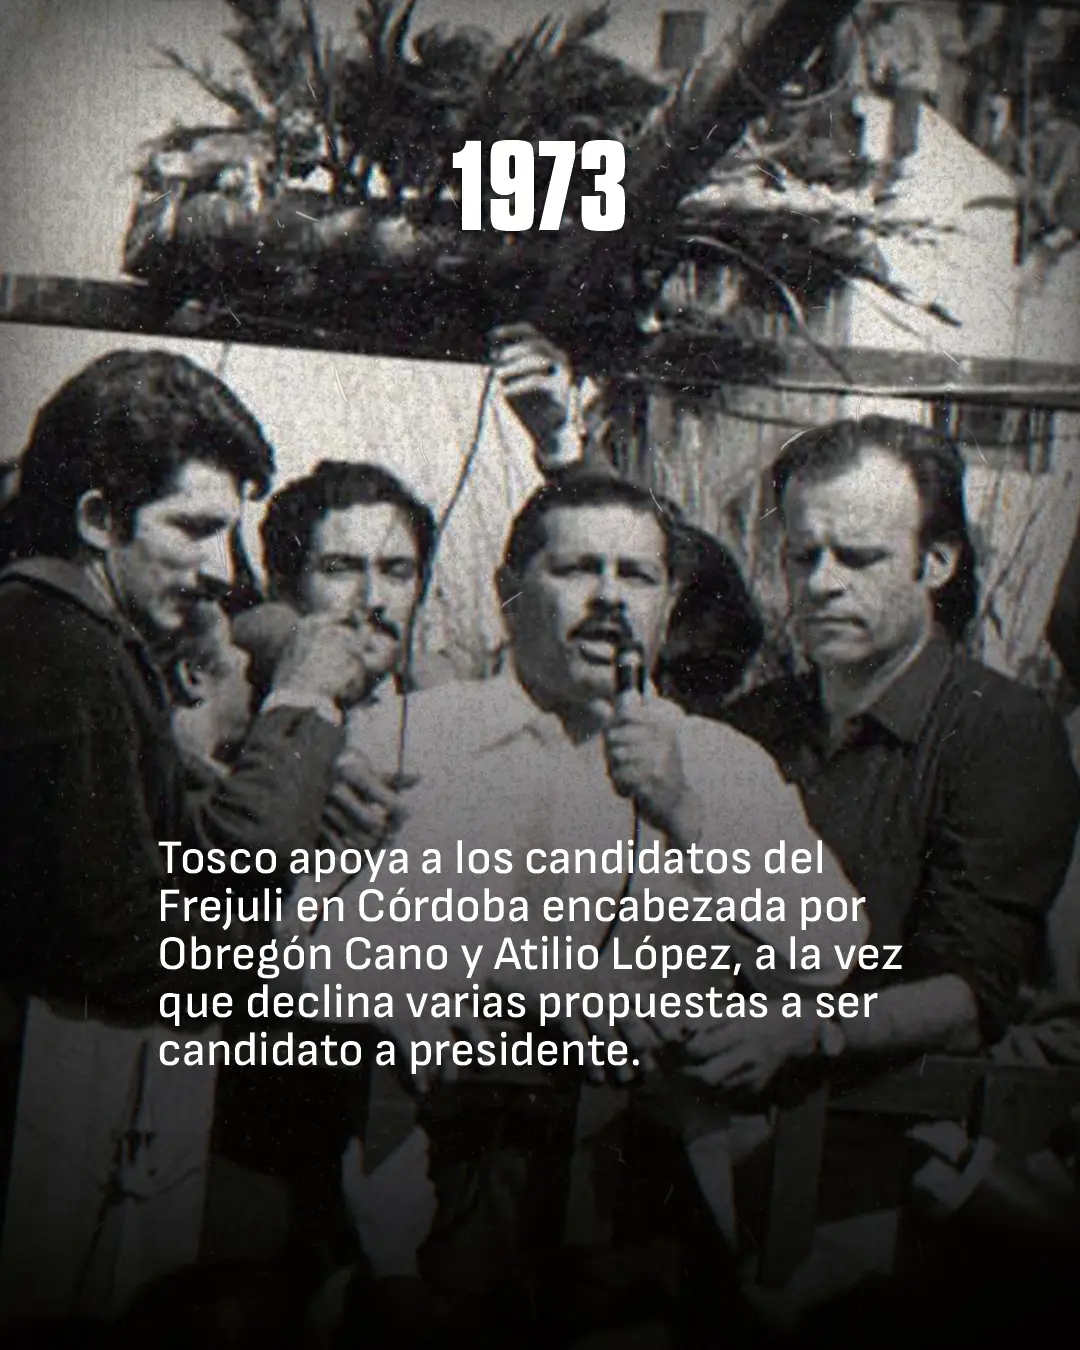 1973
Tosco apoya a los candidatos del
Frejuli en Córdoba encabezada por
Obregón Cano y Atilio López, a la vez
que declina varias propuestas a ser
candidato a presidente.